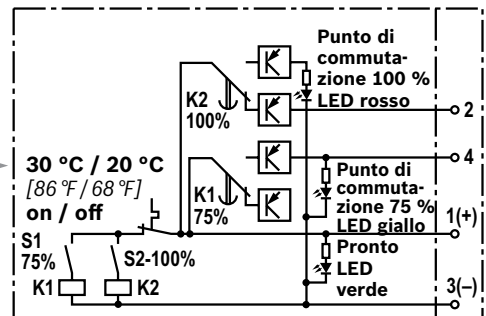 Punto di
commuta-
zione 100 %
LED rosso
K2
100%
2
4
30 °C / 20 °C
[86 °F / 68 °F]
on / off
K1
75%
Punto di
commuta-
zione 75 %
LED giallo
1(+)
S1
75%
S2-100%
Pronto
LED
verde
K1
K2
3(–)